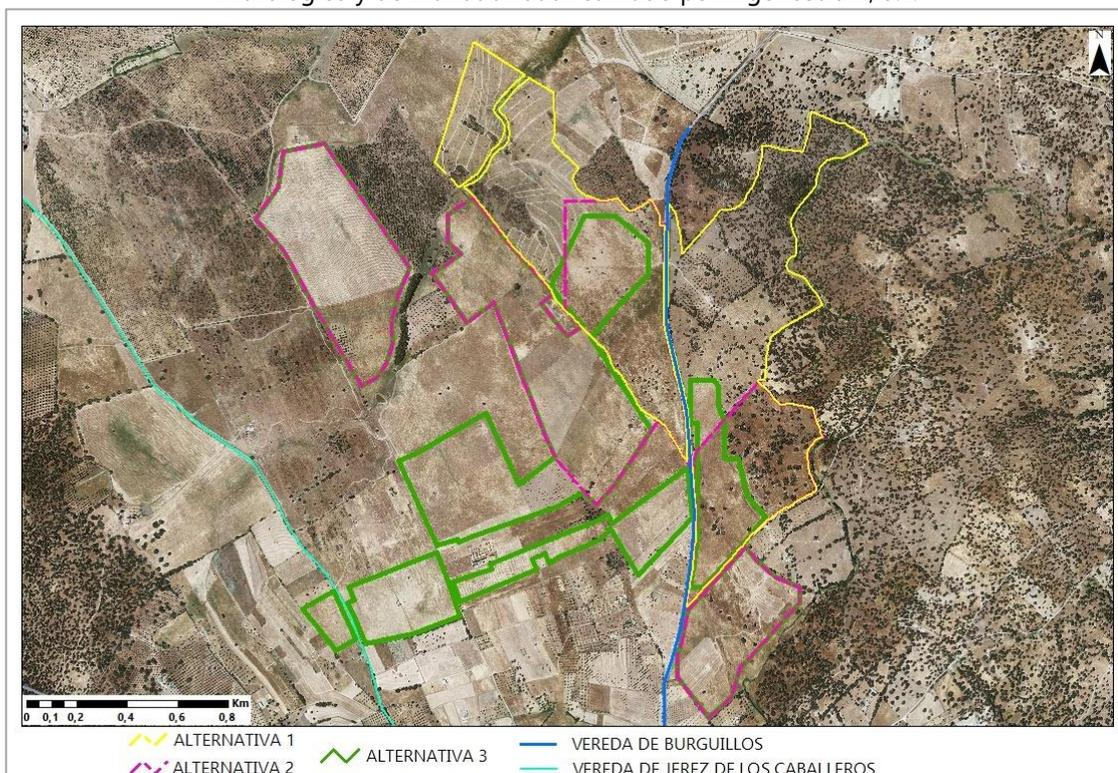 N
Km
0 0,1 0,2 0,4 0,6 0,8
ALTERNATIVA 1
ALTERNATIVA 2
ALTERNATIVA 3
VEREDA DE BURGUILLOS
VEREDA DE JEREZ DE LOS CABALLEROS